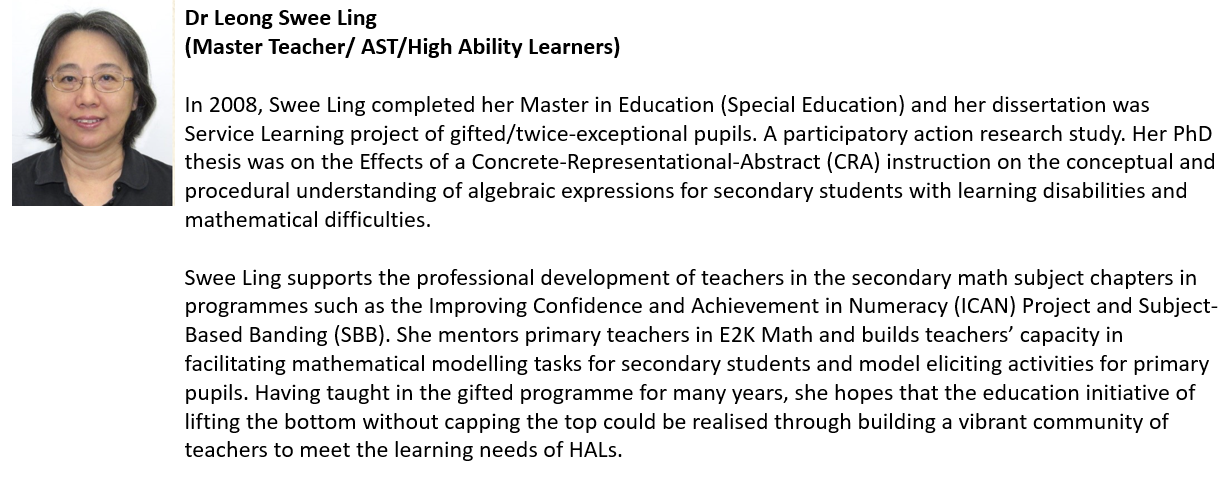 Dr Leong Swee Ling
(Master Teacher/ AST/High Ability Learners)
In 2008, Swee Ling completed her Master in Education (Special Education) and her dissertation was
Service Learning project of gifted/twice-exceptional pupils. A participatory action research study. Her PhD
thesis was on the Effects of a Concrete-Representational-Abstract (CRA) instruction on the conceptual and
procedural understanding of algebraic expressions for secondary students with learning disabilities and
mathematical difficulties.
Swee Ling supports the professional development of teachers in the secondary math subject chapters in
programmes such as the Improving Confidence and Achievement in Numeracy (ICAN) Project and Subject-
Based Banding (SBB). She mentors primary teachers in E2K Math and builds teachers’ capacity in
facilitating mathematical modelling tasks for secondary students and model eliciting activities for primary
pupils. Having taught in the gifted programme for many years, she hopes that the education initiative of
lifting the bottom without capping the top could be realised through building a vibrant community of
teachers to meet the learning needs of HALs.